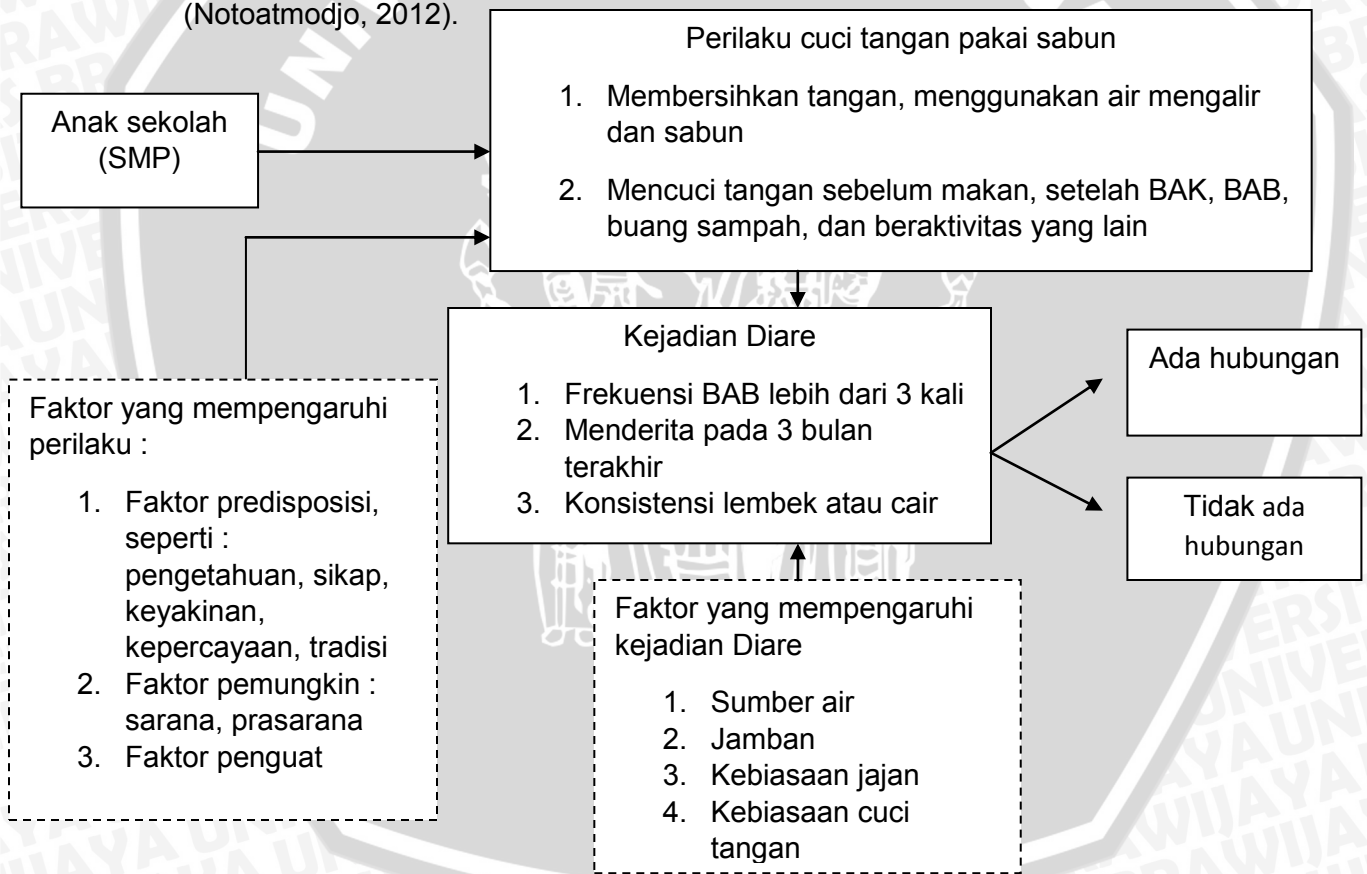 (Notoatmodjo, 2012).
Perilaku cuci tangan pakai sabun
1. Membersihkan tangan, menggunakan air mengalir
dan sabun
2. Mencuci tangan sebelum makan, setelah BAK, BAB,
buang sampah, dan beraktivitas yang lain
Anak sekolah
(SMP)
Kejadian Diare
1. Frekuensi BAB lebih dari 3 kali
2. Menderita pada 3 bulan
terakhir
3. Konsistensi lembek atau cair
Ada hubungan
Tidak ada
hubungan
Faktor yang mempengaruhi
perilaku :
1. Faktor predisposisi,
seperti :
pengetahuan, sikap,
keyakinan,
kepercayaan, tradisi
2. Faktor pemungkin :
sarana, prasarana
3. Faktor penguat
Faktor yang mempengaruhi
kejadian Diare
1. Sumber air
2. Jamban
3. Kebiasaan jajan
4. Kebiasaan cuci
tangan